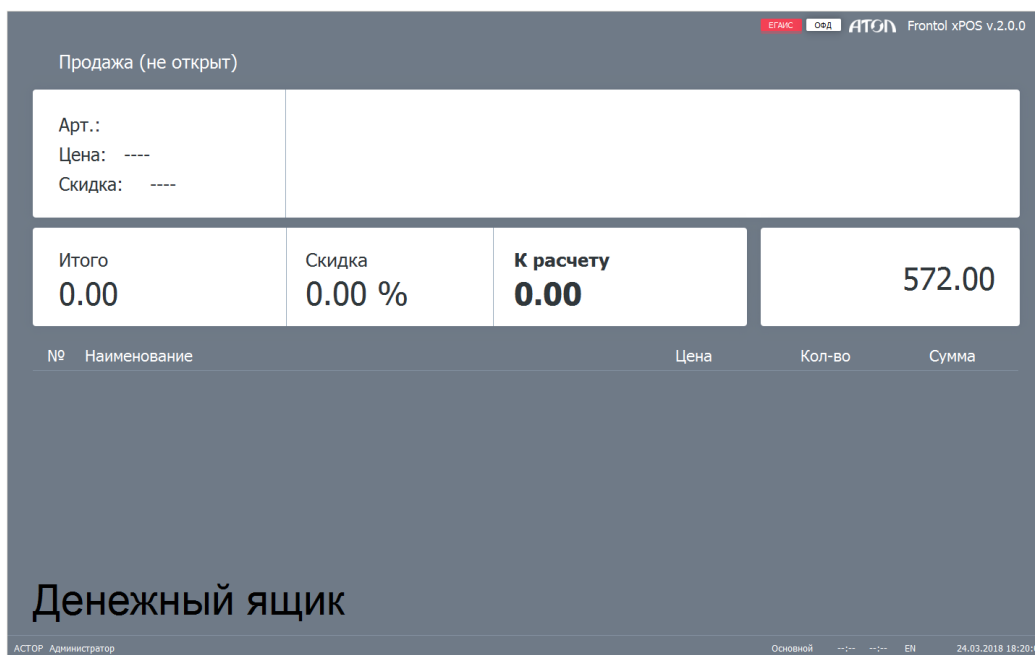 ЕГАИС ОФД АТОЛ Frontol xPOS v.2.0.0
Продажа (не открыт)
Арт.:
Цена: ----
Скидка: ----
Итого Скидка К расчету
0.00 0.00 % 0.00 572.00
№ Наименование Цена Кол-во Сумма
Денежный ящик
АСТОР Администратор Основной --:-- --:-- EN 24.03.2018 18:20: